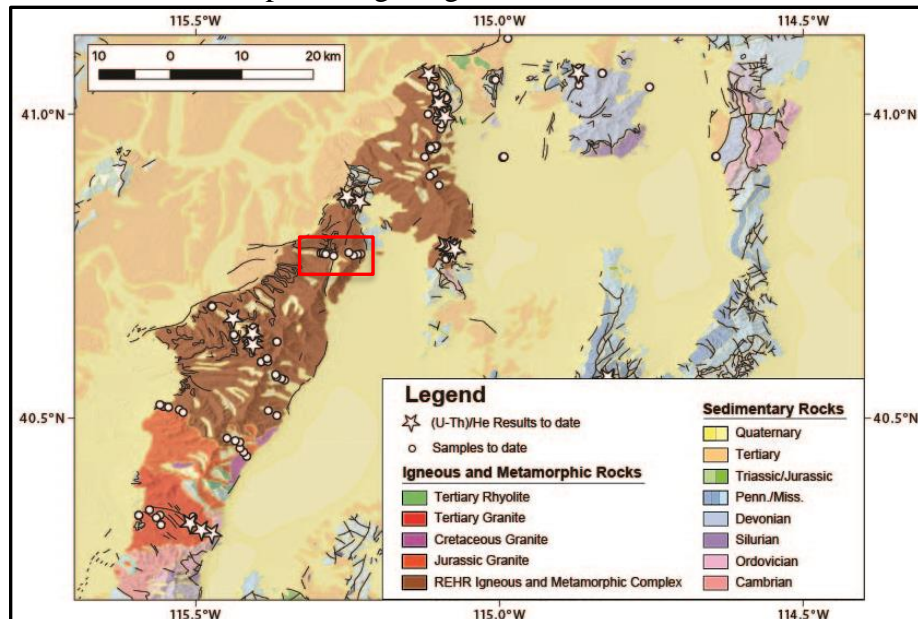 115.5°W 115.0°W 114.5°W
10 0 10 20 km
41.0°N 41.0°N
40.5°N 40.5°N
Legend
(U-Th)/He Results to date
Samples to date
Igneous and Metamorphic Rocks
Tertiary Rhyolite
Tertiary Granite
Cretaceous Granite
Jurassic Granite
REHR Igneous and Metamorphic Complex
Sedimentary Rocks
Quaternary
Tertiary
Triassic/Jurassic
Penn./Miss.
Devonian
Silurian
Ordovician
Cambrian
115.5°W 115.0°W 114.5°W